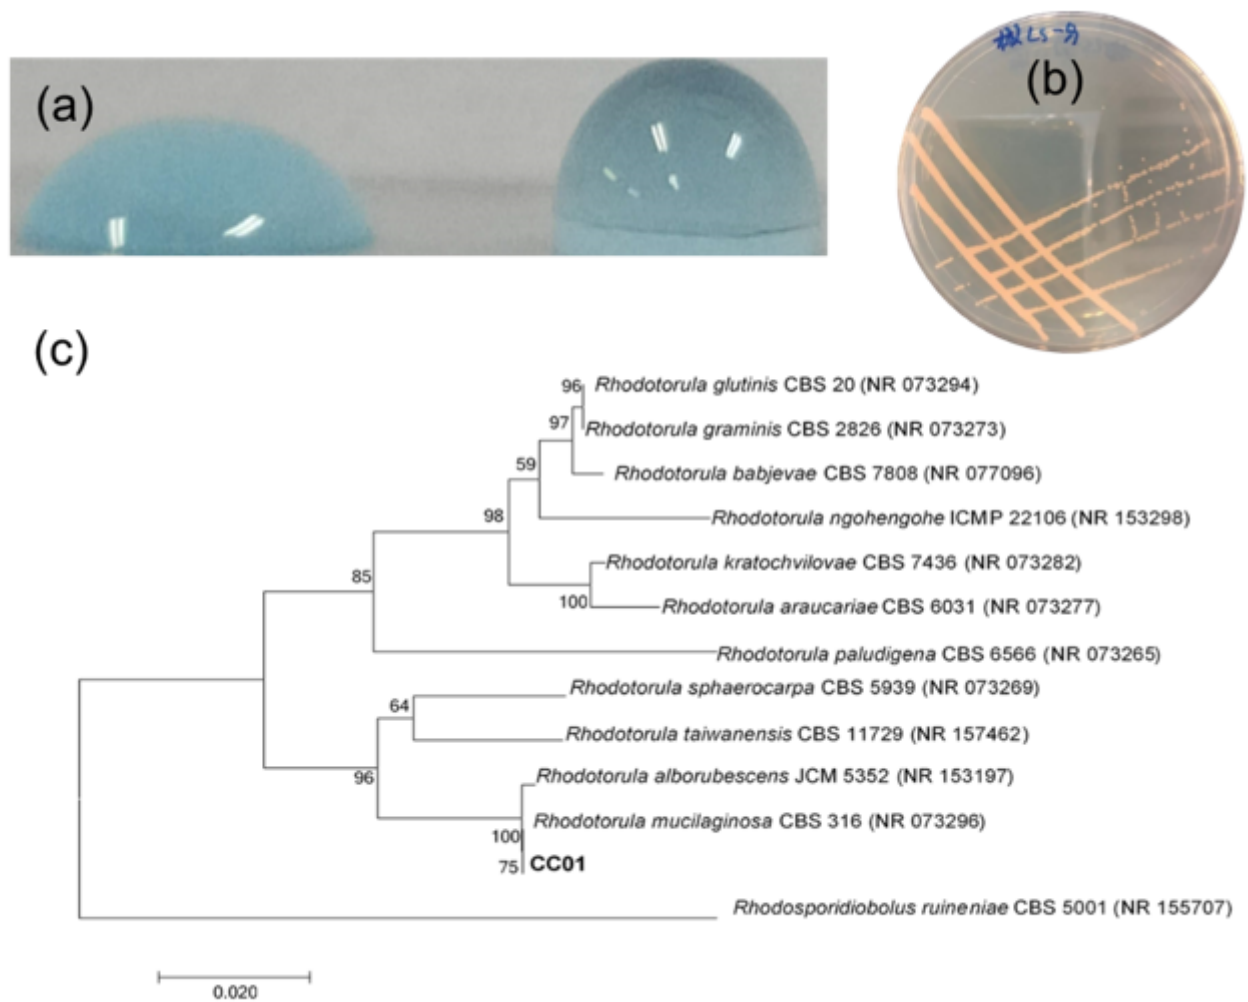 (a)
(b)
(c)
96
Rhodotorula glutinis CBS 20 (NR 073294)
97
Rhodotorula graminis CBS 2826 (NR 073273)
59
Rhodotorula babjevae CBS 7808 (NR 077096)
98
Rhodotorula ngohengohe ICMP 22106 (NR 153298)
85
Rhodotorula kratochvilovae CBS 7436 (NR 073282)
100
Rhodotorula araucariae CBS 6031 (NR 073277)
Rhodotorula paludigena CBS 6566 (NR 073265)
Rhodotorula sphaerocarpa CBS 5939 (NR 073269)
64
Rhodotorula taiwanensis CBS 11729 (NR 157462)
96
Rhodotorula alborubescens JCM 5352 (NR 153197)
Rhodotorula mucilaginosa CBS 316 (NR 073296)
100
75
CC01
Rhodosporidiobolus ruineniae CBS 5001 (NR 155707)
0.020